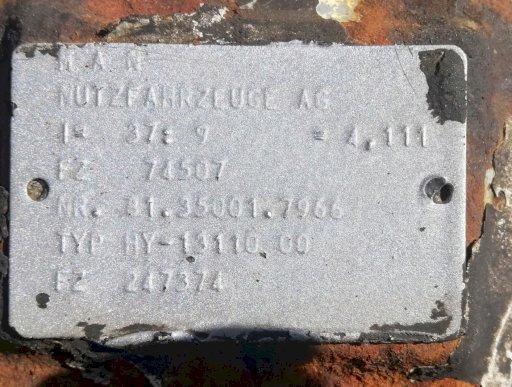 M.A.N
NUTZFAHRZEUGE AG
I= 37: 9 = 4,111
FZ 74507
NR. 81.35001.7966
TYP HY-13110 00
FZ 247374